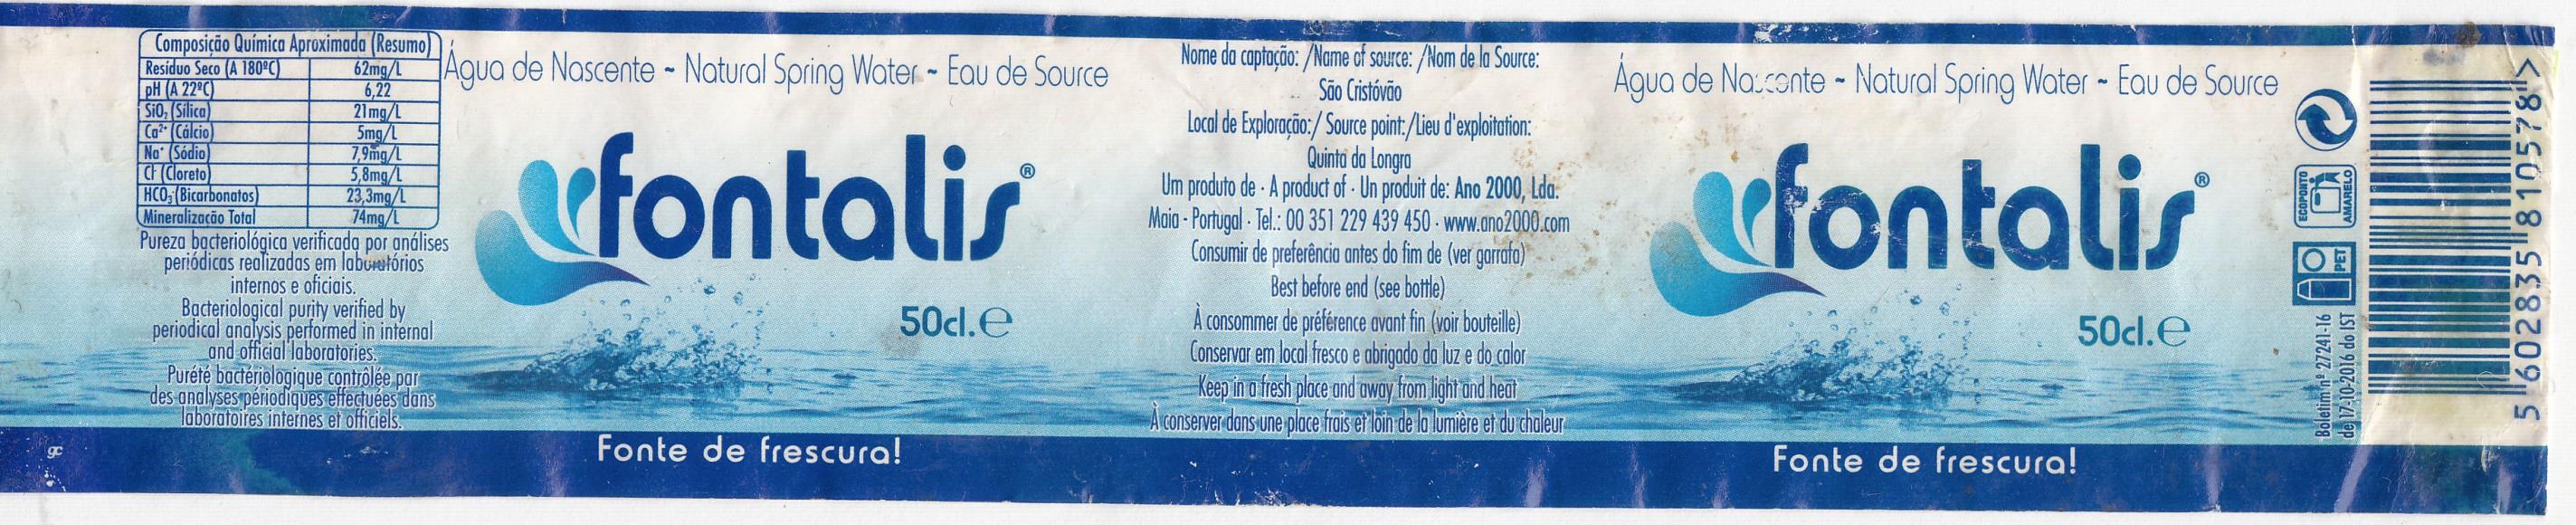 Composição Química Aproximada (Resumo)
Resíduo Seco (A 180ºC) 62mg/L
pH (A 22ºC) 6,22
SiO₂ (Sílica) 21mg/L
Ca²⁺ (Cálcio) 5mg/L
Na⁺ (Sódio) 7,9mg/L
Cl⁻ (Cloreto) 5,8mg/L
HCO₃⁻ (Bicarbonatos) 23,3mg/L
Mineralização Total 74mg/L
Pureza bacteriológica verificada por análises
periódicas realizadas em laboratórios
internos e oficiais.
Bacteriological purity verified by
periodical analysis performed in internal
and official laboratories.
Purété bactériologique contrôlée par
des analyses périodiques effectuées dans
laboratoires internes et officiels.
gc
Água de Nascente ~ Natural Spring Water ~ Eau de Source
fontalis®
50cl.℮
Fonte de frescura!
Nome da captação: /Name of source: /Nom de la Source:
São Cristóvão
Local de Exploração:/ Source point:/Lieu d'exploitation:
Quinta da Longra
Um produto de · A product of · Un produit de: Ano 2000, Lda.
Maia - Portugal · Tel.: 00 351 229 439 450 · www.ano2000.com
Consumir de preferência antes do fim de (ver garrafa)
Best before end (see bottle)
À consommer de préférence avant fin (voir bouteille)
Conservar em local fresco e abrigado da luz e do calor
Keep in a fresh place and away from light and heat
À conserver dans une place frais et loin de la lumière et du chaleur
Água de Nascente ~ Natural Spring Water ~ Eau de Source
fontalis®
50cl.℮
Fonte de frescura!
ECOPONTO
AMARELO
PET
Boletim nº 27241-16
de 17-10-2016 do IST
5 602835 810578 >